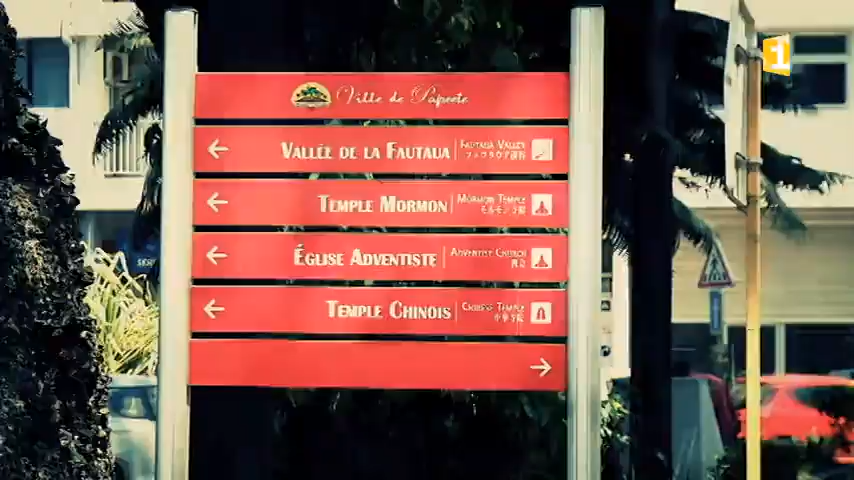 1
Ville de Papeete
VALLÉE DE LA FAUTAUA
FAUTAUA VALLEY
TEMPLE MORMON
MORMON TEMPLE
ÉGLISE ADVENTISTE
ADVENTIST CHURCH
TEMPLE CHINOIS
CHINESE TEMPLE